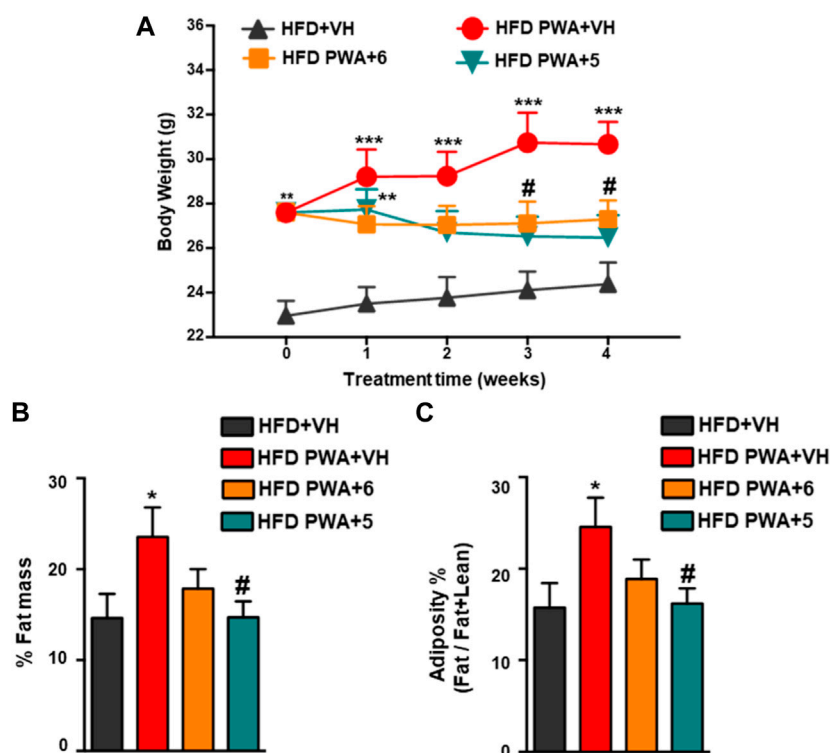 A
HFD+VH
HFD PWA+VH
HFD PWA+6
HFD PWA+5
Body Weight (g)
36
34
32
30
28
26
24
22
**
***
**
***
***
#
***
#
0
1
2
3
4
Treatment time (weeks)
B
HFD+VH
HFD PWA+VH
HFD PWA+6
HFD PWA+5
% Fat mass
30
20
10
0
*
#
C
HFD+VH
HFD PWA+VH
HFD PWA+6
HFD PWA+5
Adiposity %
(Fat / Fat+Lean)
30
20
10
0
*
#